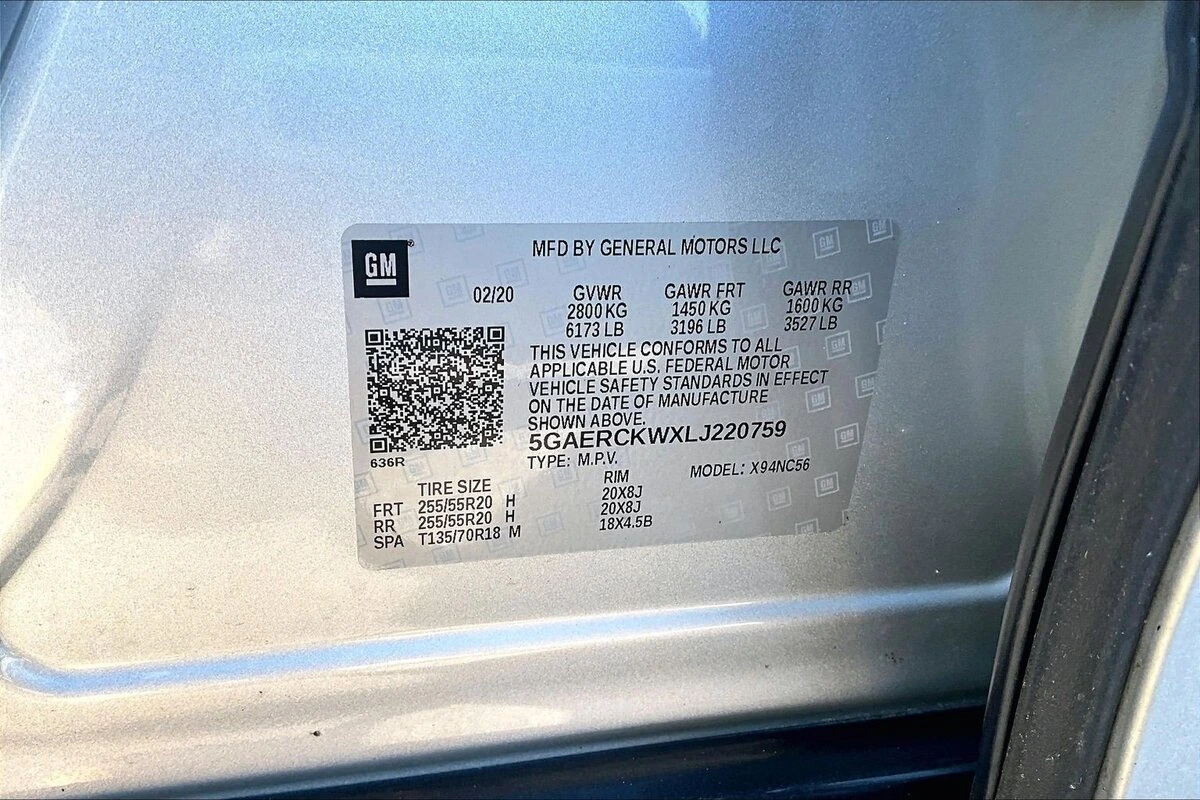 GM
MFD BY GENERAL MOTORS LLC
02/20
GVWR GAWR FRT GAWR RR
2800 KG 1450 KG 1600 KG
6173 LB 3196 LB 3527 LB
THIS VEHICLE CONFORMS TO ALL
APPLICABLE U.S. FEDERAL MOTOR
VEHICLE SAFETY STANDARDS IN EFFECT
ON THE DATE OF MANUFACTURE
SHOWN ABOVE.
5GAERCKWXLJ220759
636R
TYPE: M.P.V. MODEL: X94NC56
TIRE SIZE RIM
FRT 255/55R20 H 20X8J
RR 255/55R20 H 20X8J
SPA T135/70R18 M 18X4.5B